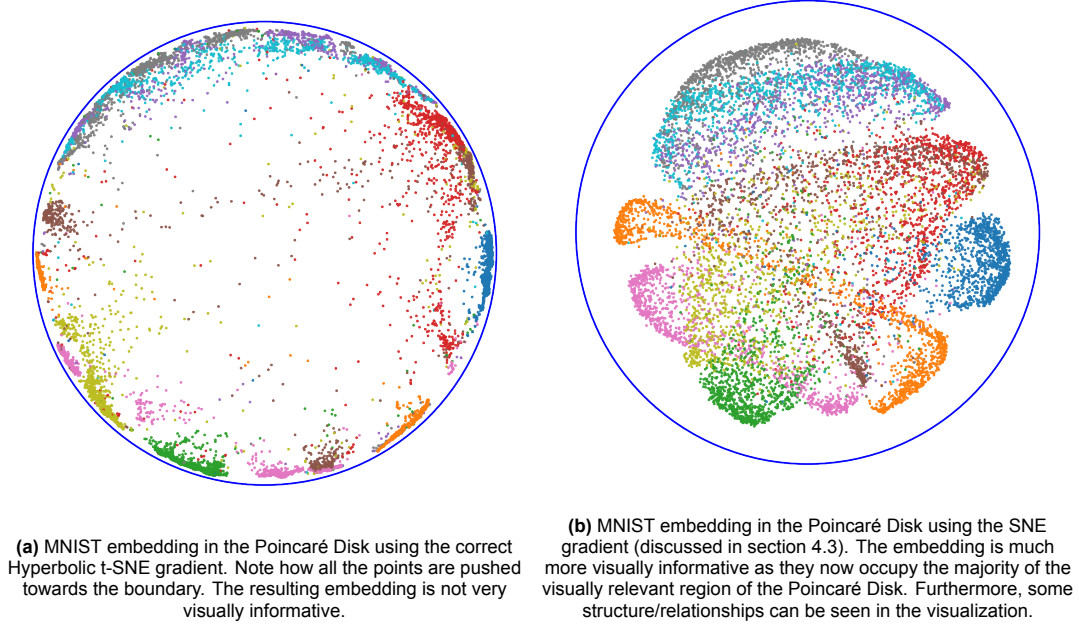 (a) MNIST embedding in the Poincaré Disk using the correct
Hyperbolic t-SNE gradient. Note how all the points are pushed
towards the boundary. The resulting embedding is not very
visually informative.
(b) MNIST embedding in the Poincaré Disk using the SNE
gradient (discussed in section 4.3). The embedding is much
more visually informative as they now occupy the majority of the
visually relevant region of the Poincaré Disk. Furthermore, some
structure/relationships can be seen in the visualization.